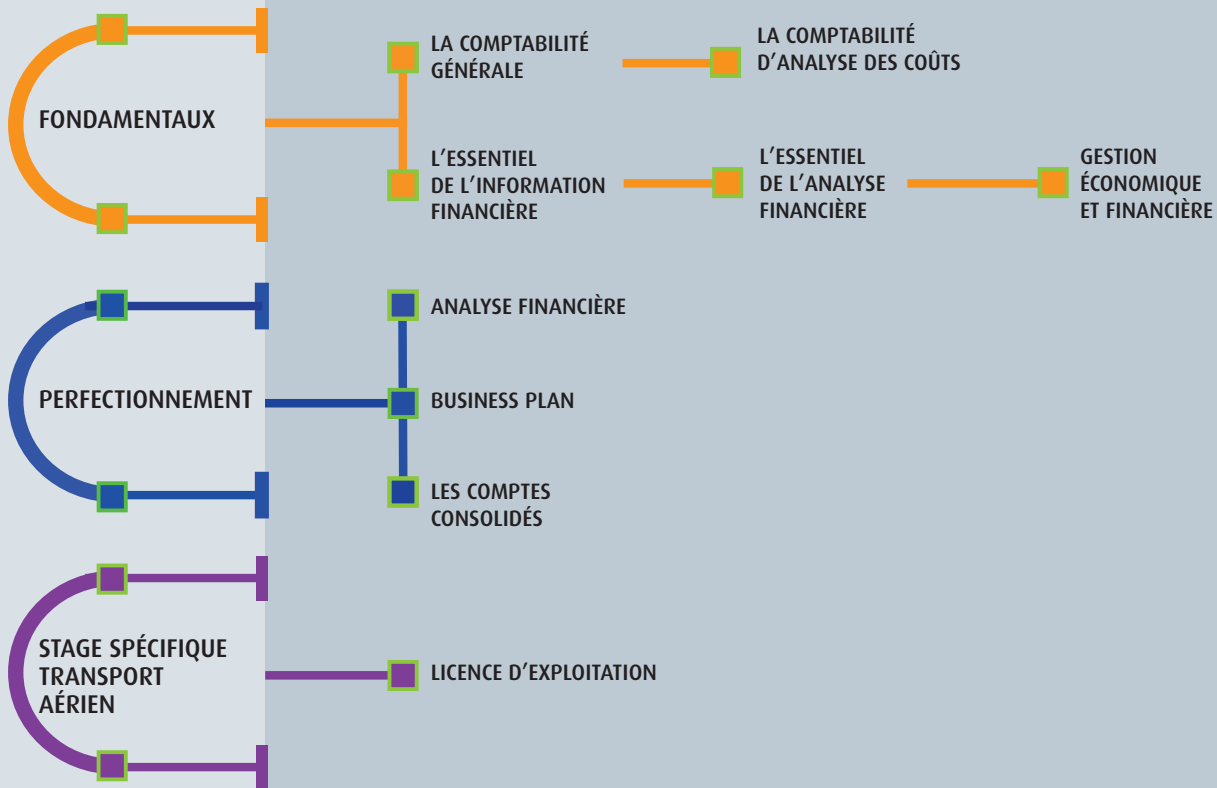 FONDAMENTAUX
LA COMPTABILITÉ
GÉNÉRALE
LA COMPTABILITÉ
D'ANALYSE DES COÛTS
L'ESSENTIEL
DE L'INFORMATION
FINANCIÈRE
L'ESSENTIEL
DE L'ANALYSE
FINANCIÈRE
GESTION
ÉCONOMIQUE
ET FINANCIÈRE
PERFECTIONNEMENT
ANALYSE FINANCIÈRE
BUSINESS PLAN
LES COMPTES
CONSOLIDÉS
STAGE SPÉCIFIQUE
TRANSPORT
AÉRIEN
LICENCE D'EXPLOITATION